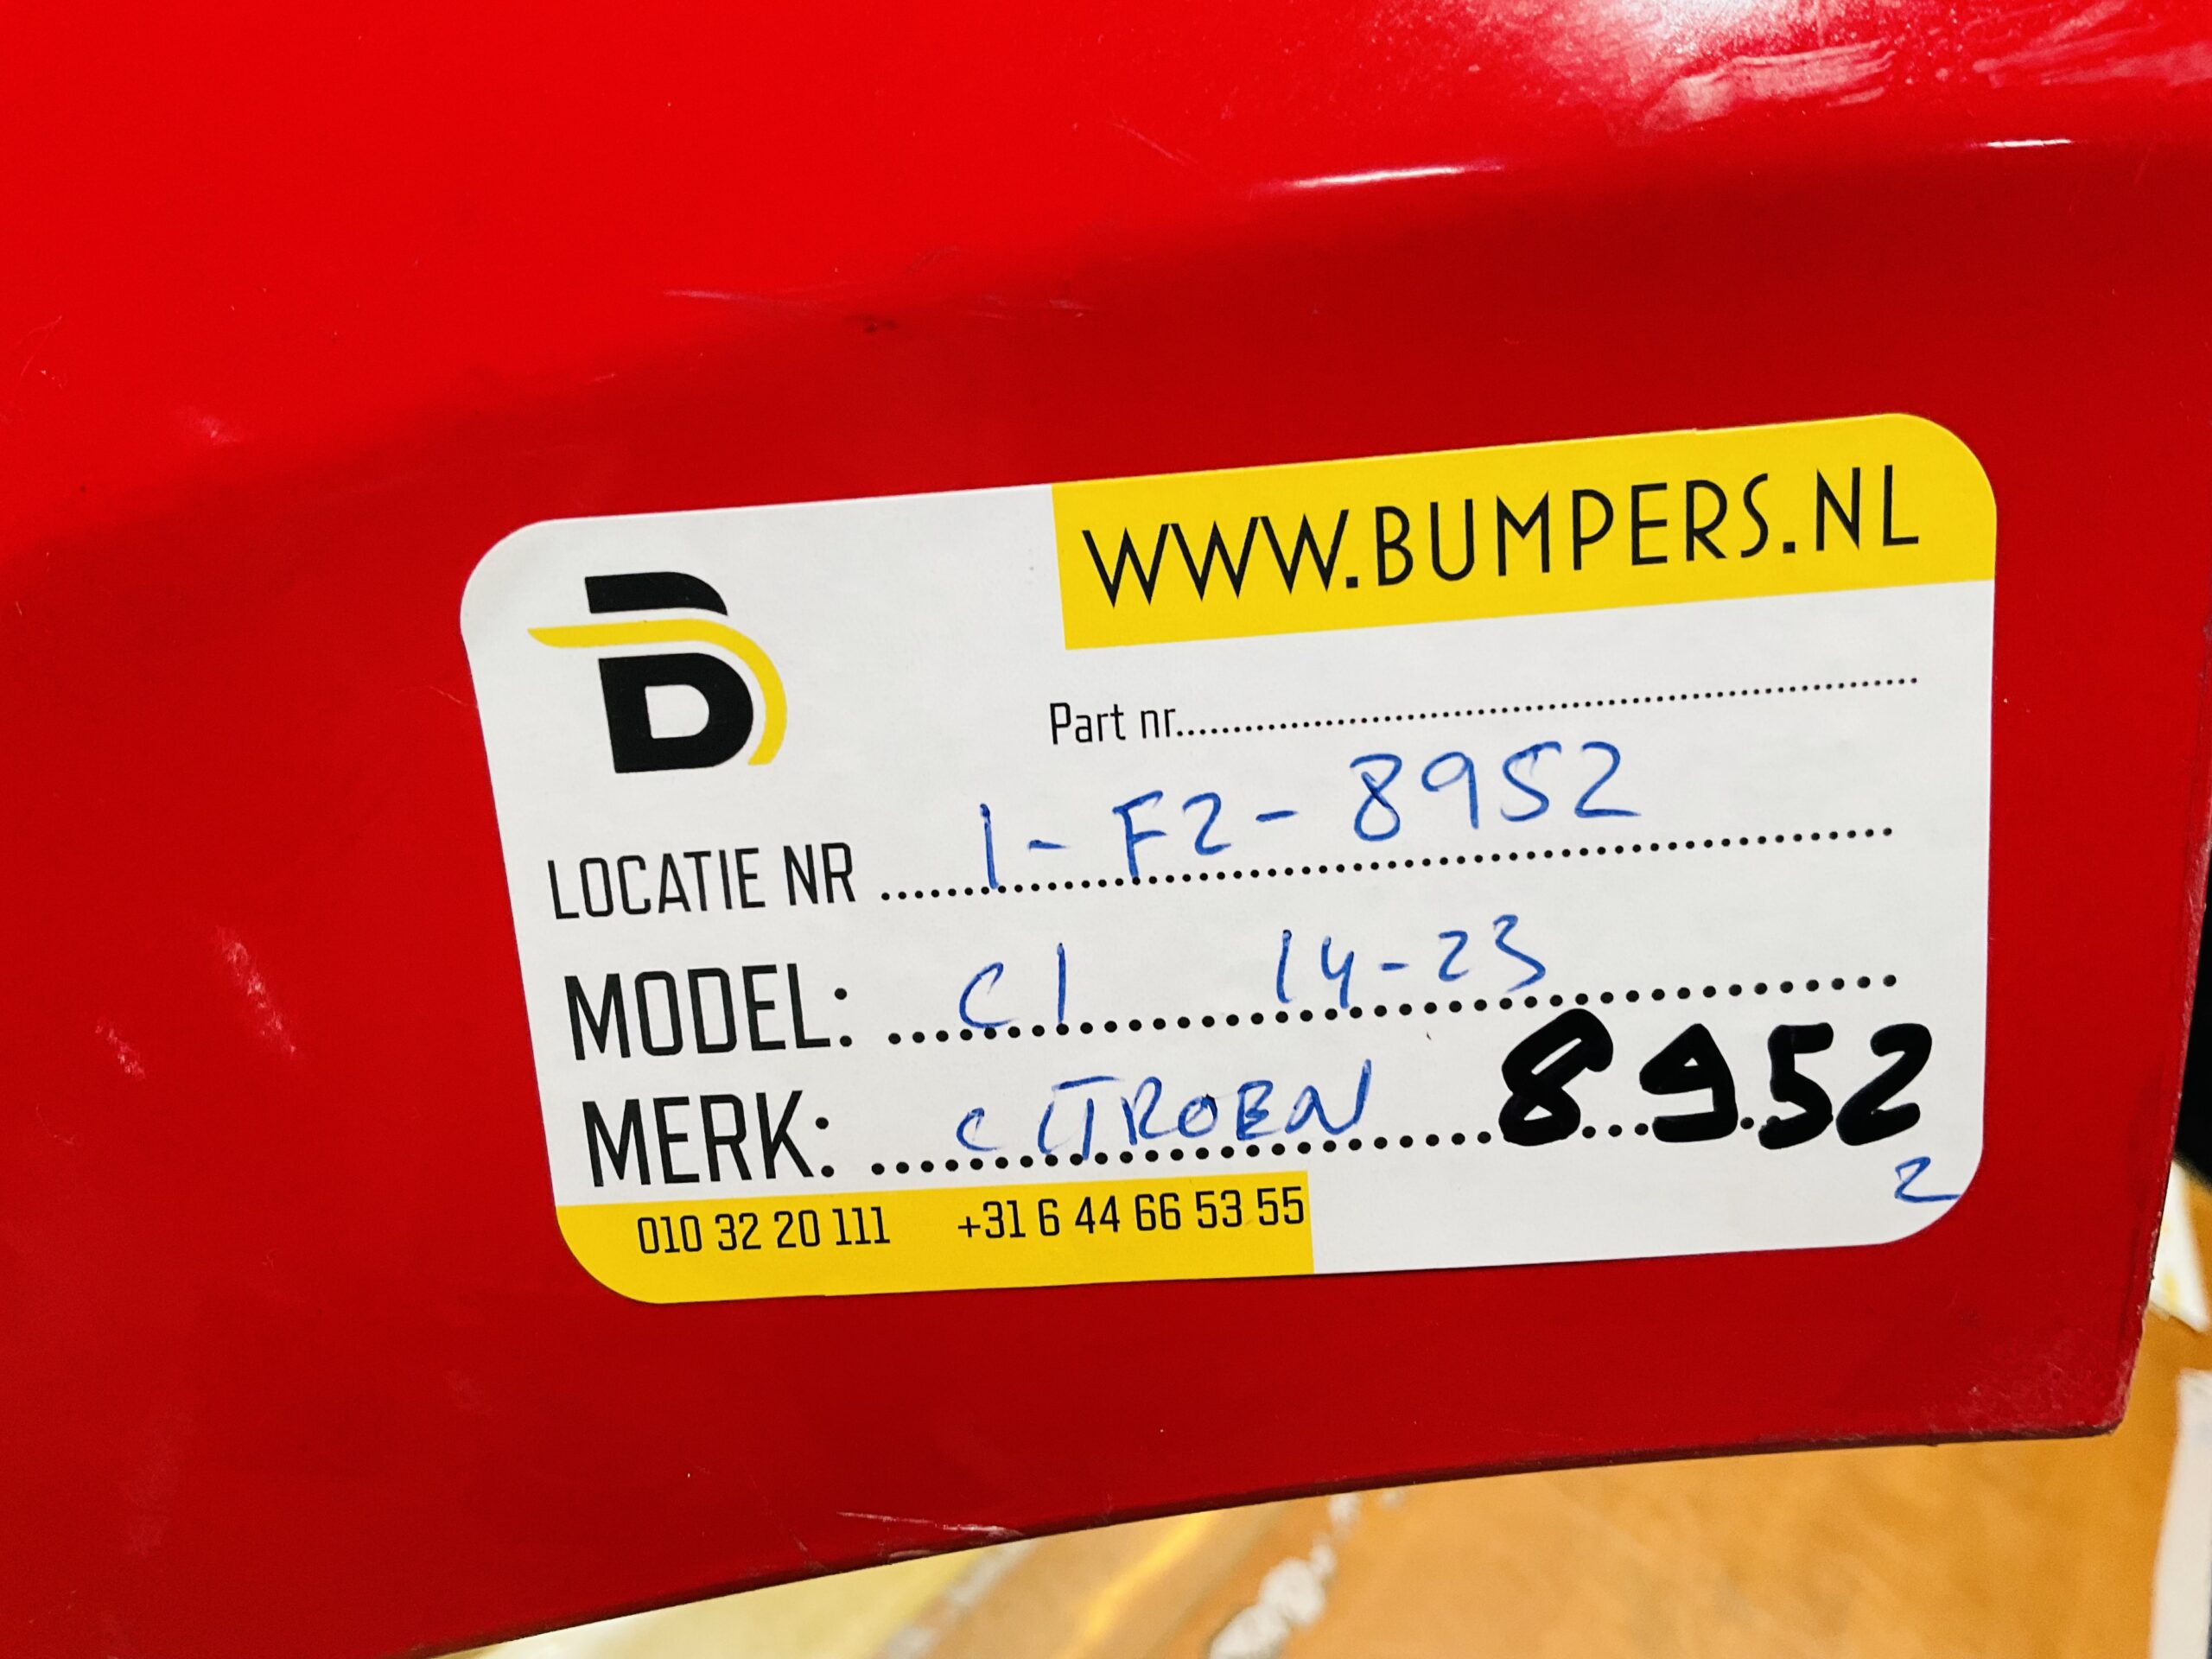 WWW.BUMPERS.NL
B
Part nr..........
LOCATIE NR 1-F2-8952
MODEL: C1 14-23
MERK: CITROEN 8952
2
010 32 20 111 +31 6 44 66 53 55